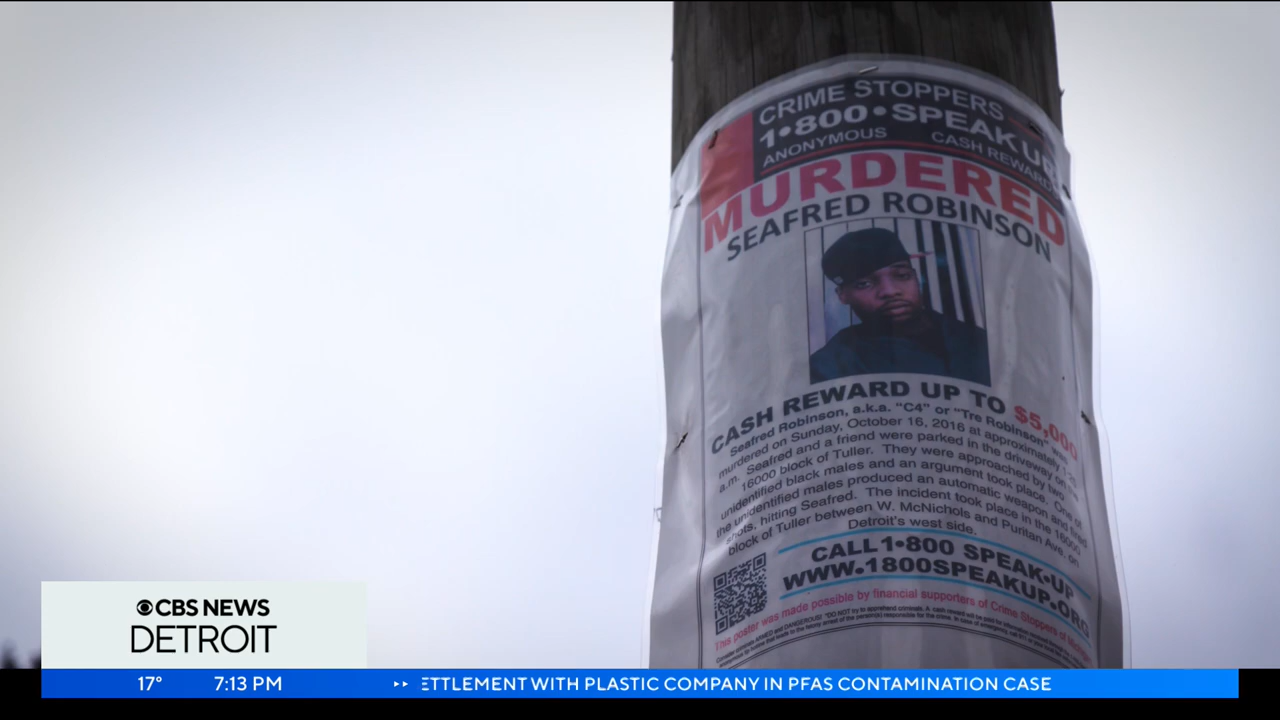 CRIME STOPPERS
1•800•SPEAK UP
ANONYMOUS CASH REWARD
MURDERED
SEAFRED ROBINSON
CASH REWARD UP TO $5,000
Seafred Robinson, a.k.a. "C4" or "Tre Robinson" was
murdered on Sunday, October 16, 2016 at approximately
a.m. Seafred and a friend were parked in the driveway on the
16000 block of Tuller. They were approached by two
unidentified black males and an argument took place. One of
the unidentified males produced an automatic weapon and fired
shots, hitting Seafred. The incident took place in the 16000
block of Tuller between W. McNichols and Puritan Ave. on
Detroit's west side.
CALL 1•800 SPEAK•UP
WWW.1800SPEAKUP.ORG
This poster was made possible by financial supporters of Crime Stoppers of
CBS NEWS
DETROIT
17° 7:13 PM ETTLEMENT WITH PLASTIC COMPANY IN PFAS CONTAMINATION CASE